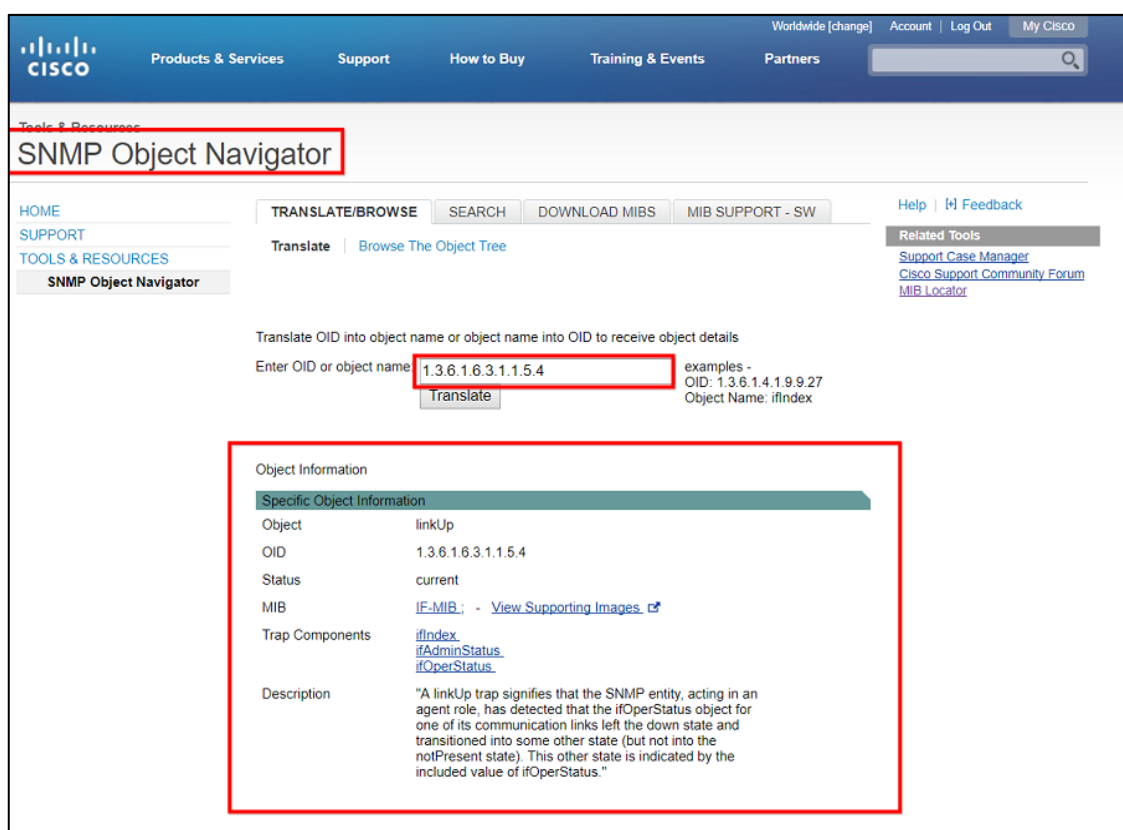 Worldwide [change] Account | Log Out My Cisco
CISCO
Products & Services Support How to Buy Training & Events Partners
Tools & Resources
SNMP Object Navigator
HOME
SUPPORT
TOOLS & RESOURCES
SNMP Object Navigator
TRANSLATE/BROWSE SEARCH DOWNLOAD MIBS MIB SUPPORT - SW
Translate | Browse The Object Tree
Help | [+] Feedback
Related Tools
Support Case Manager
Cisco Support Community Forum
MIB Locator
Translate OID into object name or object name into OID to receive object details
Enter OID or object name: 1.3.6.1.6.3.1.1.5.4
Translate
examples -
OID: 1.3.6.1.4.1.9.9.27
Object Name: ifIndex
Object Information
Specific Object Information
Object linkUp
OID 1.3.6.1.6.3.1.1.5.4
Status current
MIB IF-MIB ; - View Supporting Images
Trap Components ifIndex
ifAdminStatus
ifOperStatus
Description "A linkUp trap signifies that the SNMP entity, acting in an
agent role, has detected that the ifOperStatus object for
one of its communication links left the down state and
transitioned into some other state (but not into the
notPresent state). This other state is indicated by the
included value of ifOperStatus."